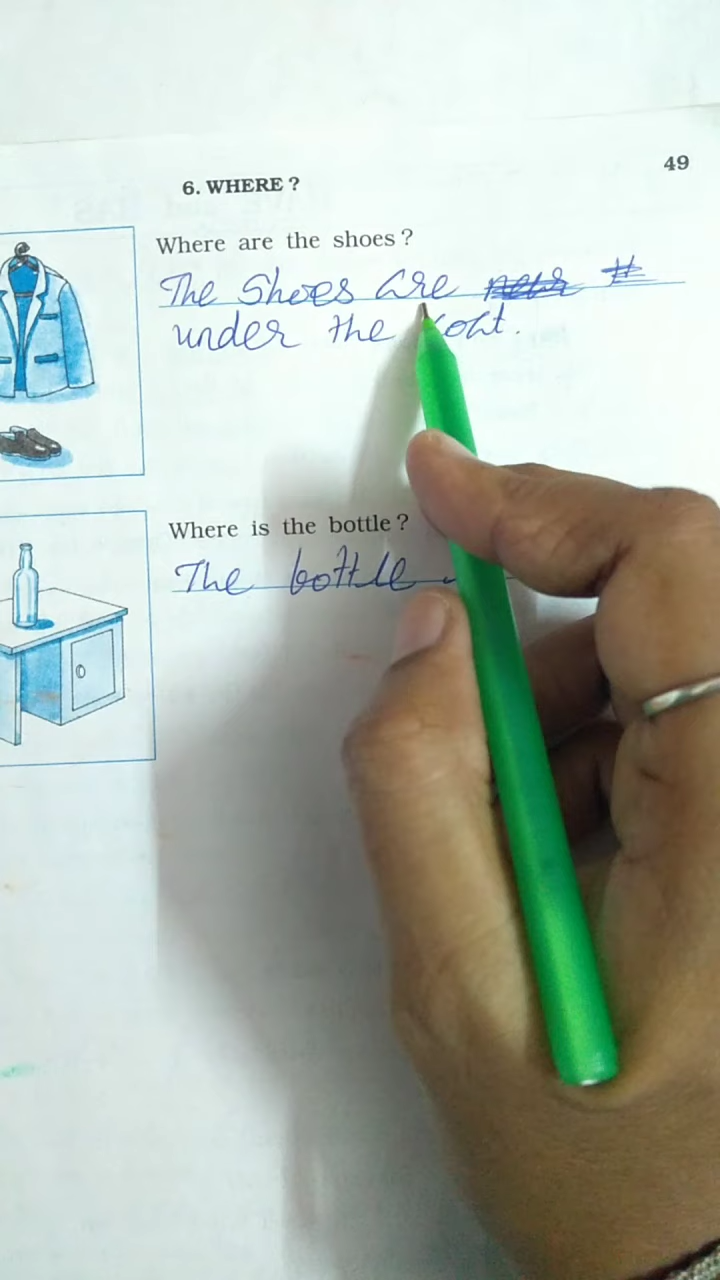 49
6. WHERE ?
Where are the shoes ?
The Shoes are
under the
Where is the bottle ?
The bottle